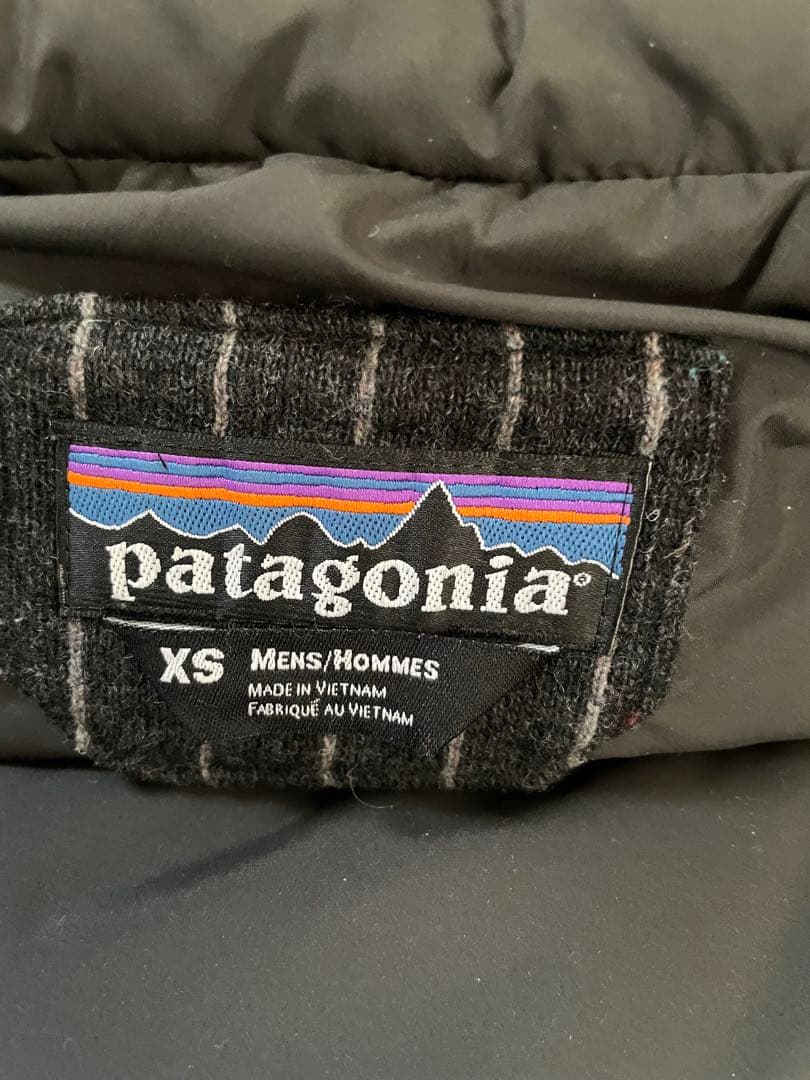 patagonia®
XS
MENS/HOMMES
MADE IN VIETNAM
FABRIQUÉ AU VIETNAM